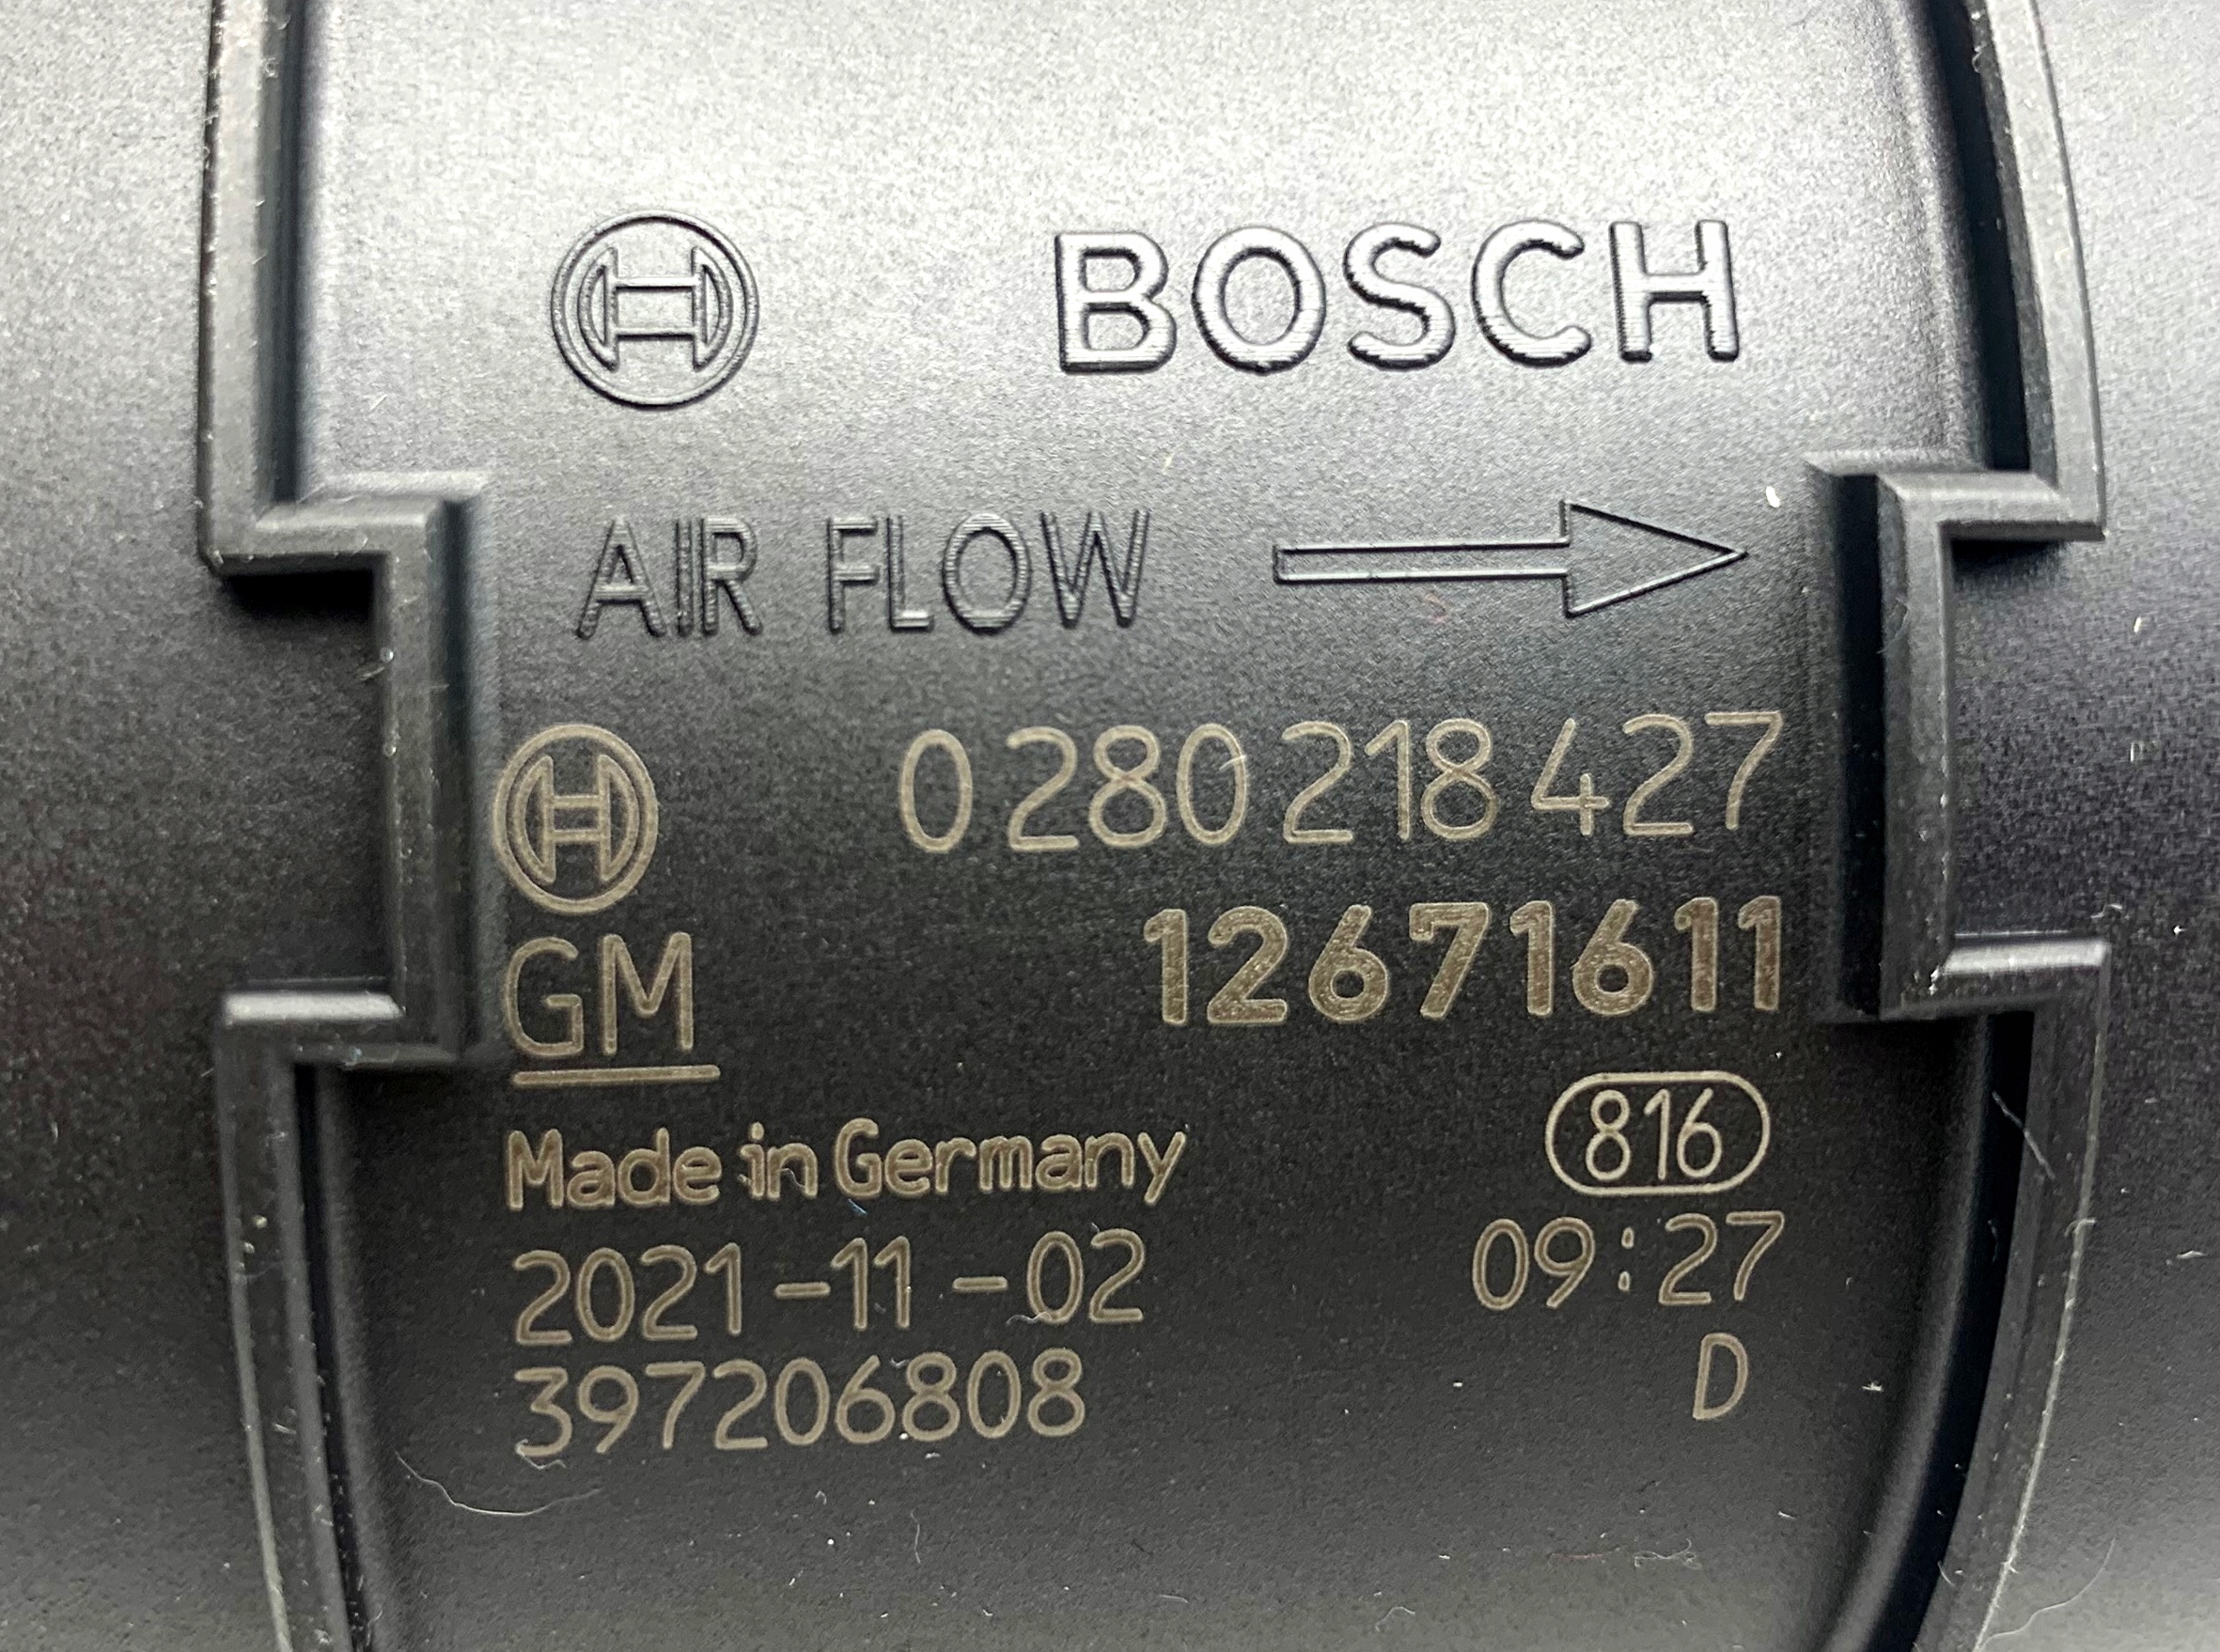 BOSCH
AIR FLOW
0 280 218 427
GM 12671611
Made in Germany 816
2021-11-02 09:27
397206808 D